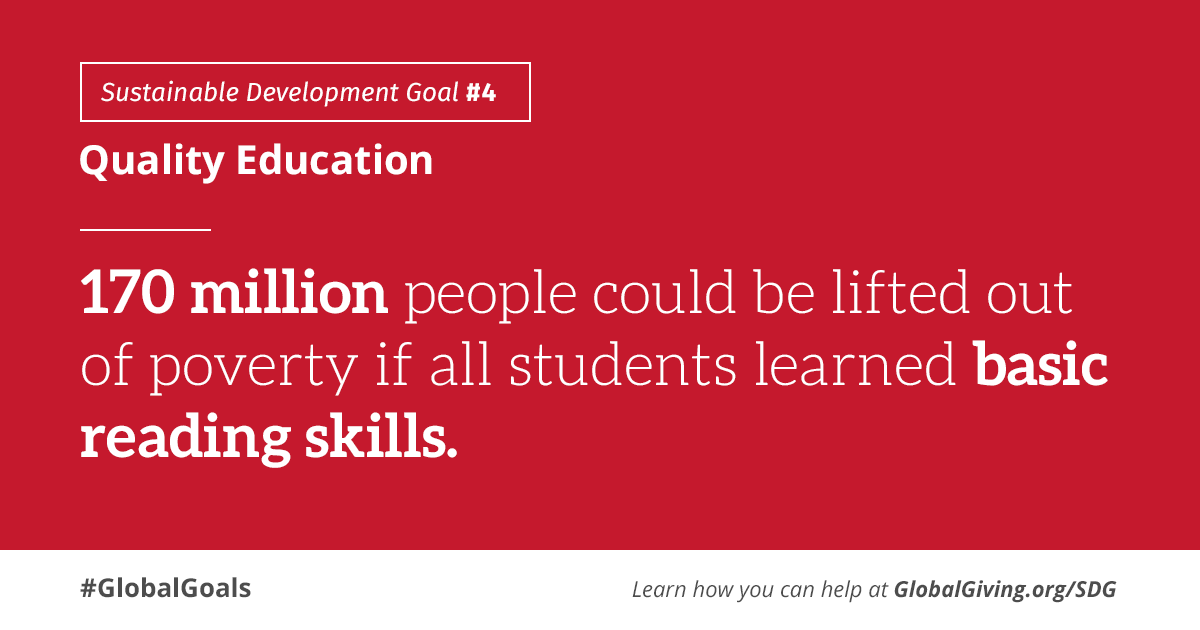 Sustainable Development Goal #4
Quality Education
170 million people could be lifted out
of poverty if all students learned basic
reading skills.
#GlobalGoals
Learn how you can help at GlobalGiving.org/SDG